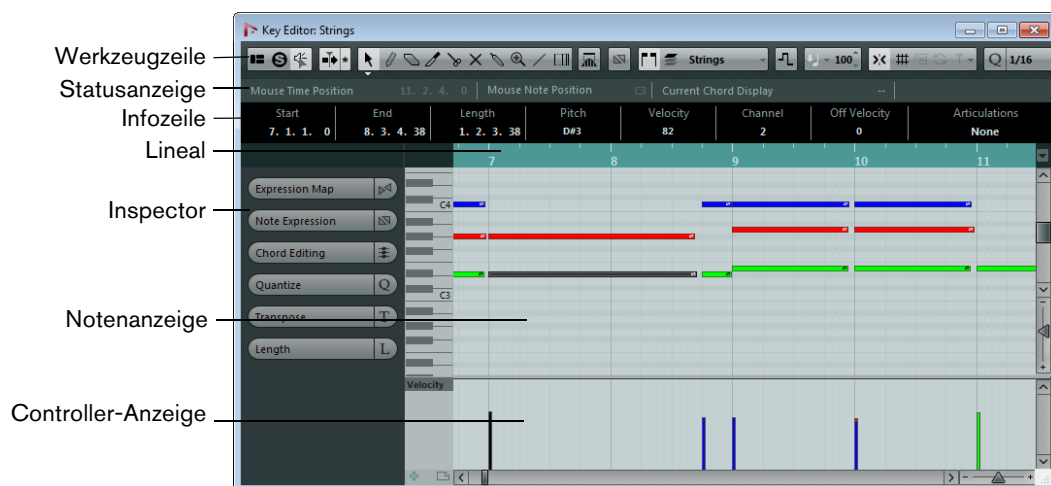 Key Editor: Strings
Werkzeugzeile
Strings
100
Q 1/16
Statusanzeige
Mouse Time Position 11. 2. 4. 0 Mouse Note Position C3 Current Chord Display --
Infozeile
Start End Length Pitch Velocity Channel Off Velocity Articulations
7. 1. 1. 0 8. 3. 4. 38 1. 2. 3. 38 D#3 82 2 0 None
Lineal
7 8 9 10 11
Inspector
Expression Map
C4
Note Expression
Chord Editing
Quantize Q
C3
Notenanzeige
Transpose T
Length L
Velocity
Controller-Anzeige